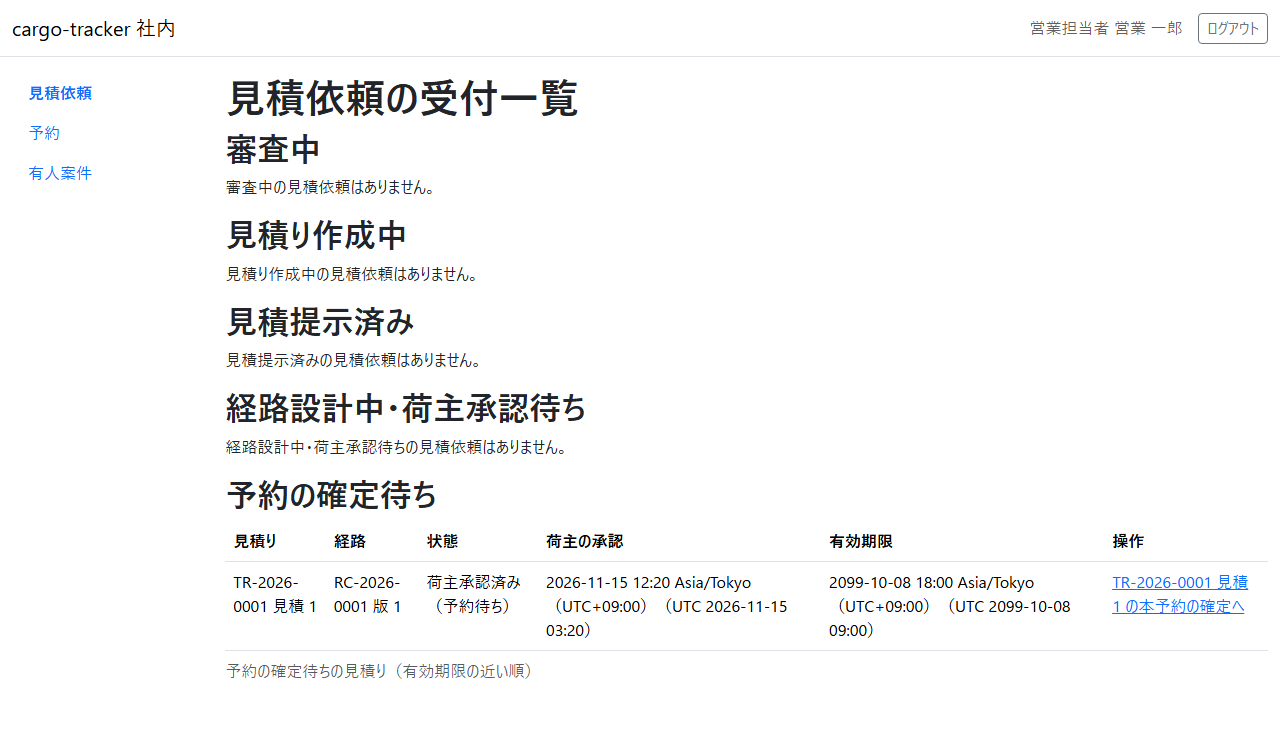 cargo-tracker 社内
営業担当者 営業 一郎
ログアウト
見積依頼
予約
有人案件
見積依頼の受付一覧
審査中
審査中の見積依頼はありません。
見積り作成中
見積り作成中の見積依頼はありません。
見積提示済み
見積提示済みの見積依頼はありません。
経路設計中・荷主承認待ち
経路設計中・荷主承認待ちの見積依頼はありません。
予約の確定待ち
見積り 経路 状態 荷主の承認 有効期限 操作
TR-2026-
0001 見積 1
RC-2026-
0001 版 1
荷主承認済み
（予約待ち）
2026-11-15 12:20 Asia/Tokyo
（UTC+09:00）（UTC 2026-11-15
03:20）
2099-10-08 18:00 Asia/Tokyo
（UTC+09:00）（UTC 2099-10-08
09:00）
TR-2026-0001 見積
1 の本予約の確定へ
予約の確定待ちの見積り（有効期限の近い順）